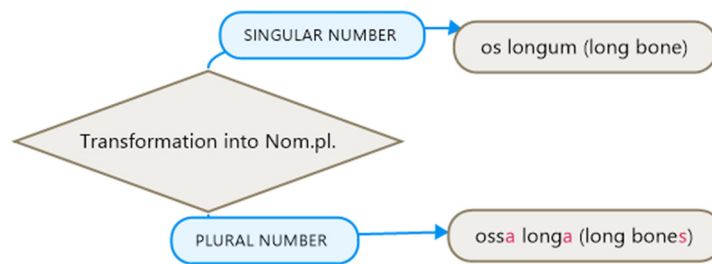 SINGULAR NUMBER
os longum (long bone)
Transformation into Nom.pl.
PLURAL NUMBER
ossa longa (long bones)